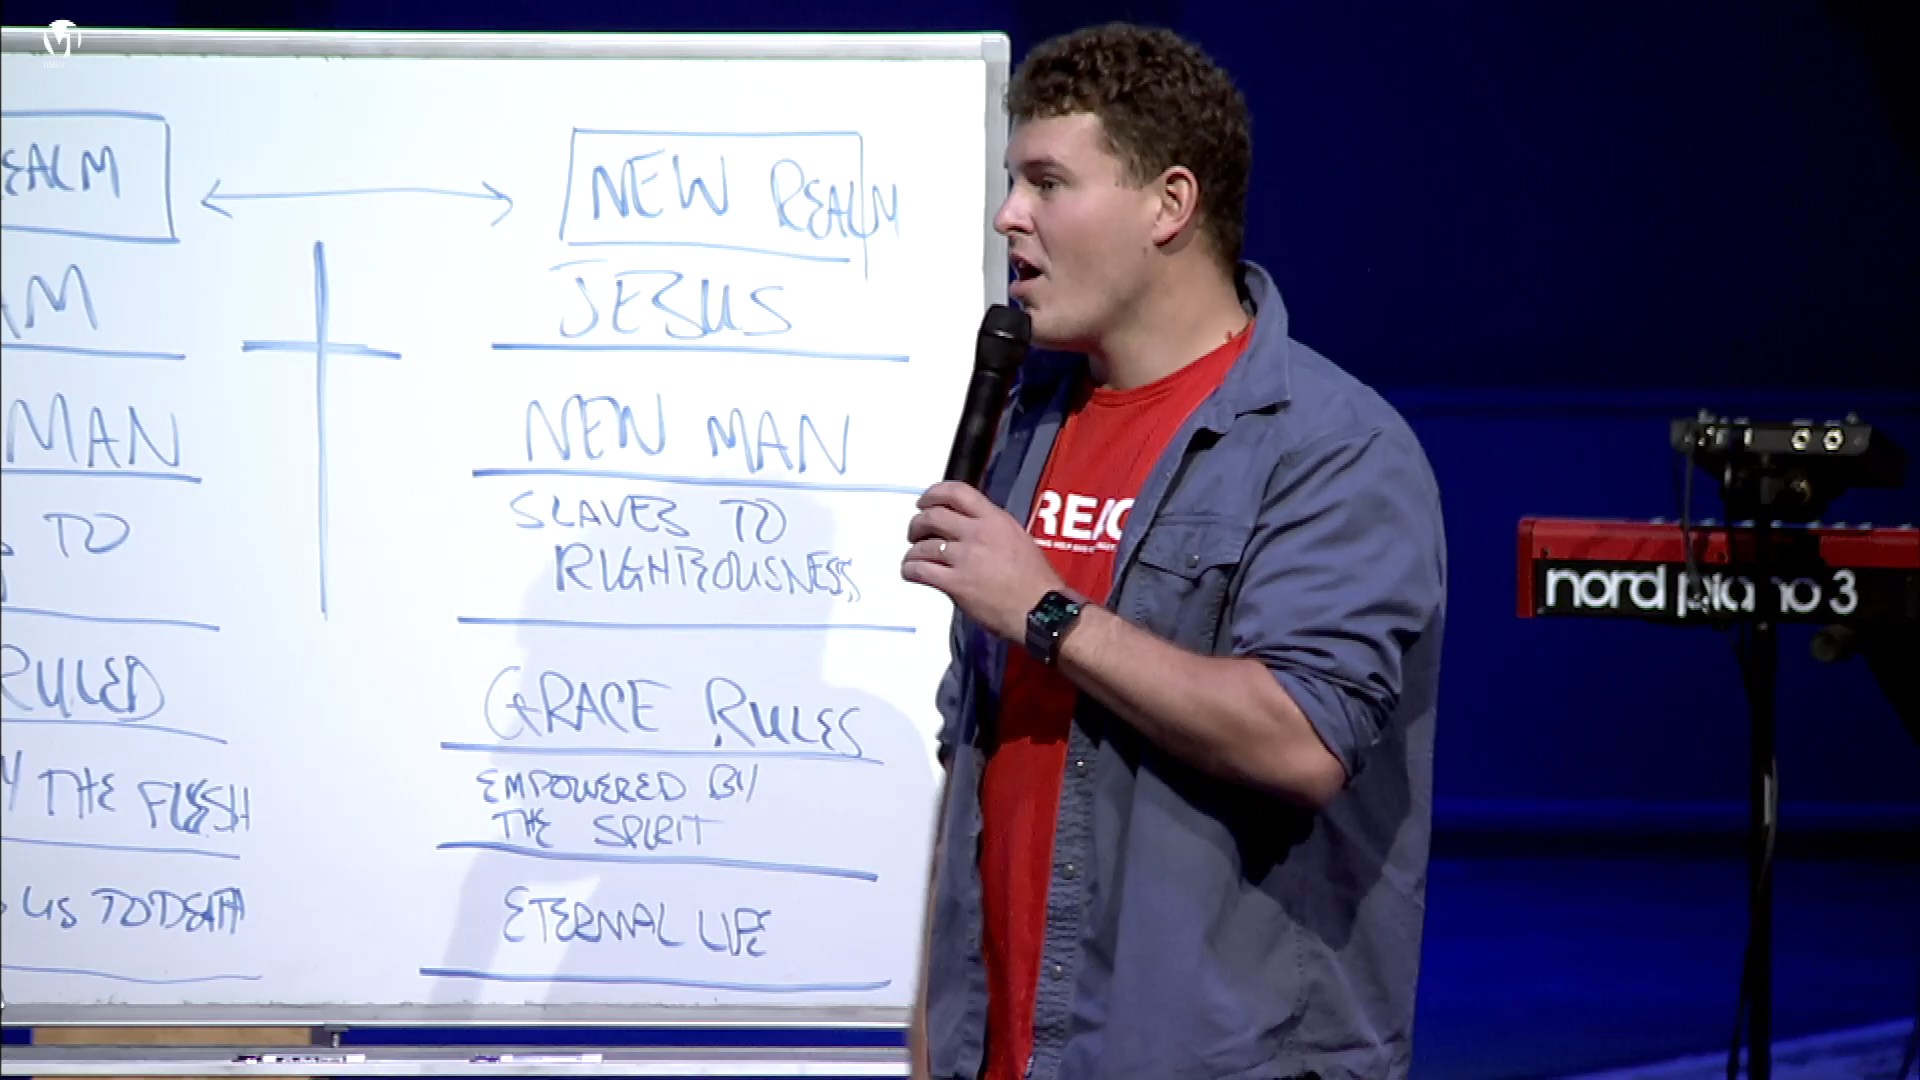 EALM
NEW REALM
AM
JESUS
MAN
NEW MAN
TO
SLAVES TO
RIGHTEOUSNESS
RULED
GRACE RULES
Y THE FLESH
EMPOWERED BY
THE SPIRIT
US TO DEATH
ETERNAL LIFE
REAC
nord piano 3